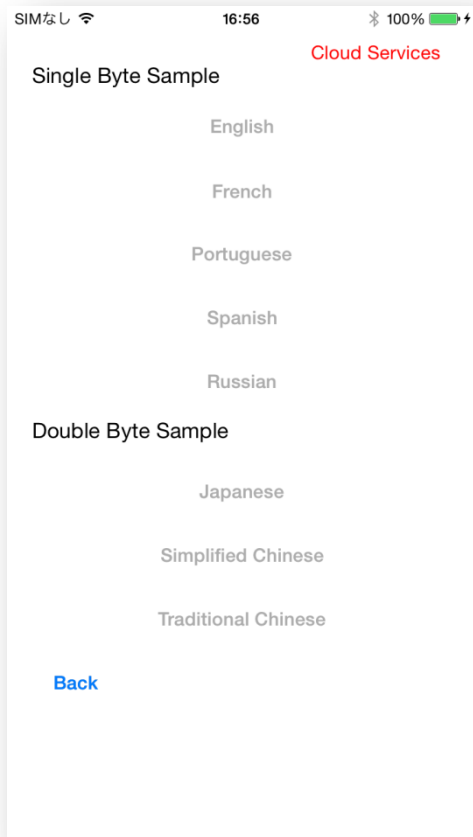 SIMなし 16:56 100%
Cloud Services
Single Byte Sample
English
French
Portuguese
Spanish
Russian
Double Byte Sample
Japanese
Simplified Chinese
Traditional Chinese
Back